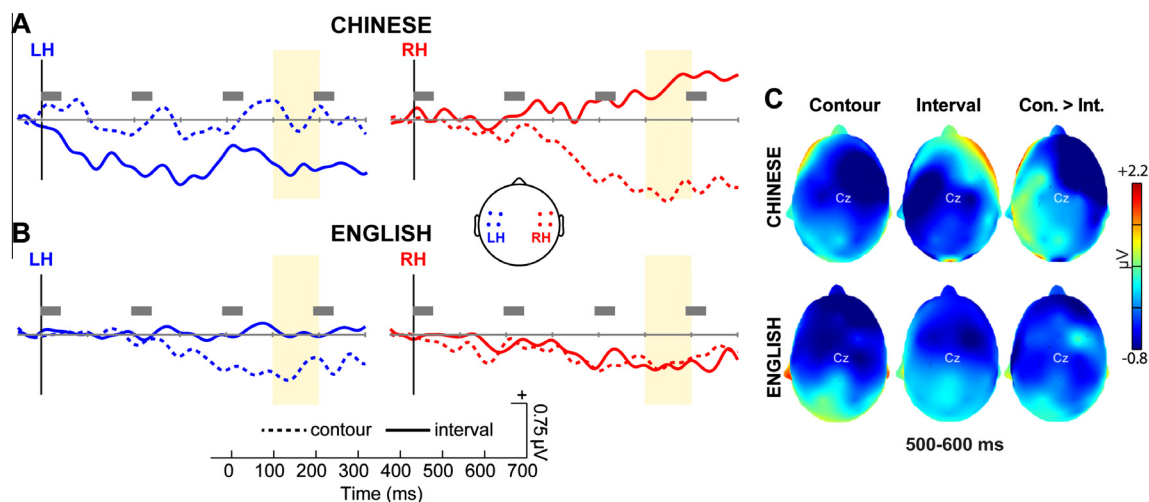 A
CHINESE
LH
RH
B
ENGLISH
LH
RH
LH
RH
contour
interval
+
0.75 µV
0 100 200 300 400 500 600 700
Time (ms)
C
Contour
Interval
Con. > Int.
CHINESE
Cz
Cz
Cz
ENGLISH
Cz
Cz
Cz
+2.2
µV
-0.8
500-600 ms